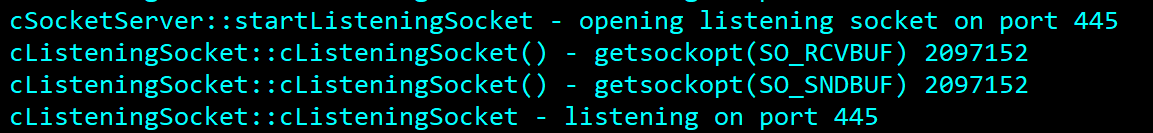 cSocketServer::startListeningSocket - opening listening socket on port 445
cListeningSocket::cListeningSocket() - getsockopt(SO_RCVBUF) 2097152
cListeningSocket::cListeningSocket() - getsockopt(SO_SNDBUF) 2097152
cListeningSocket::cListeningSocket - listening on port 445